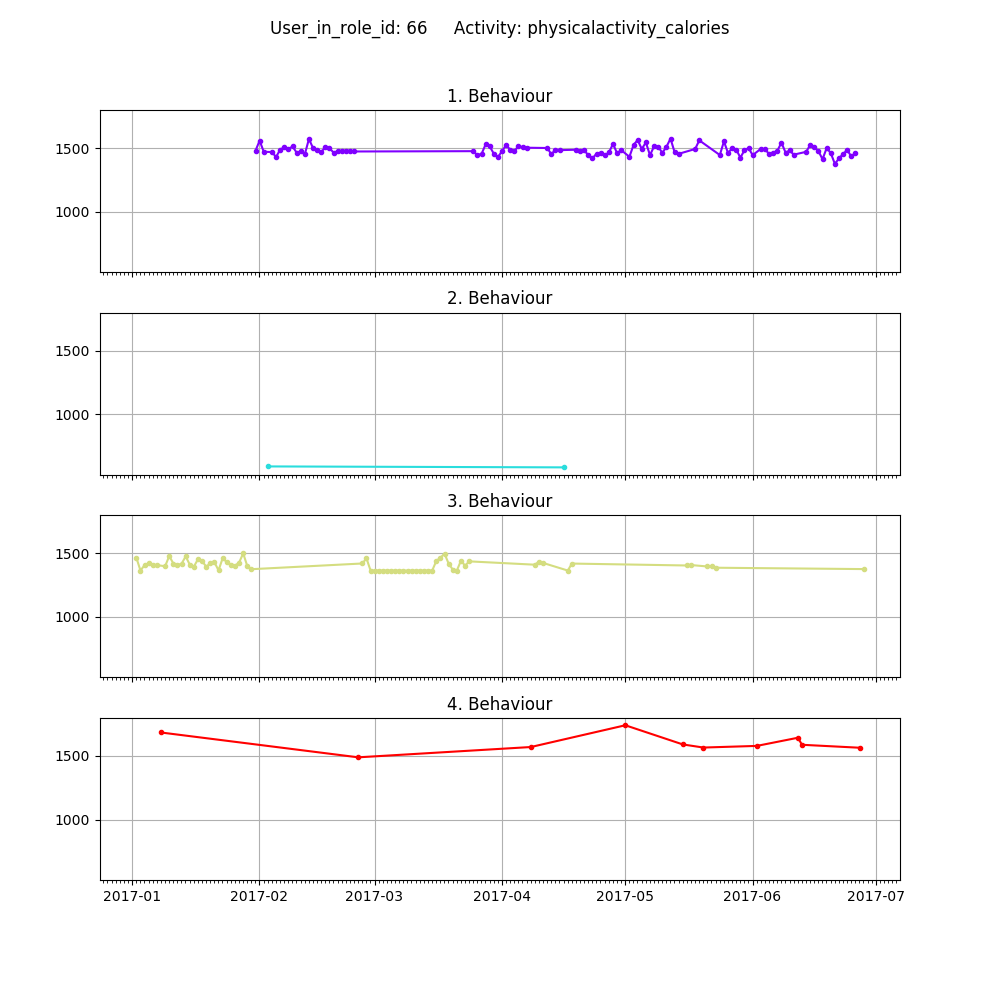 User_in_role_id: 66     Activity: physicalactivity_calories
1. Behaviour
1500
1000
2. Behaviour
1500
1000
3. Behaviour
1500
1000
4. Behaviour
1500
1000
2017-01 2017-02 2017-03 2017-04 2017-05 2017-06 2017-07